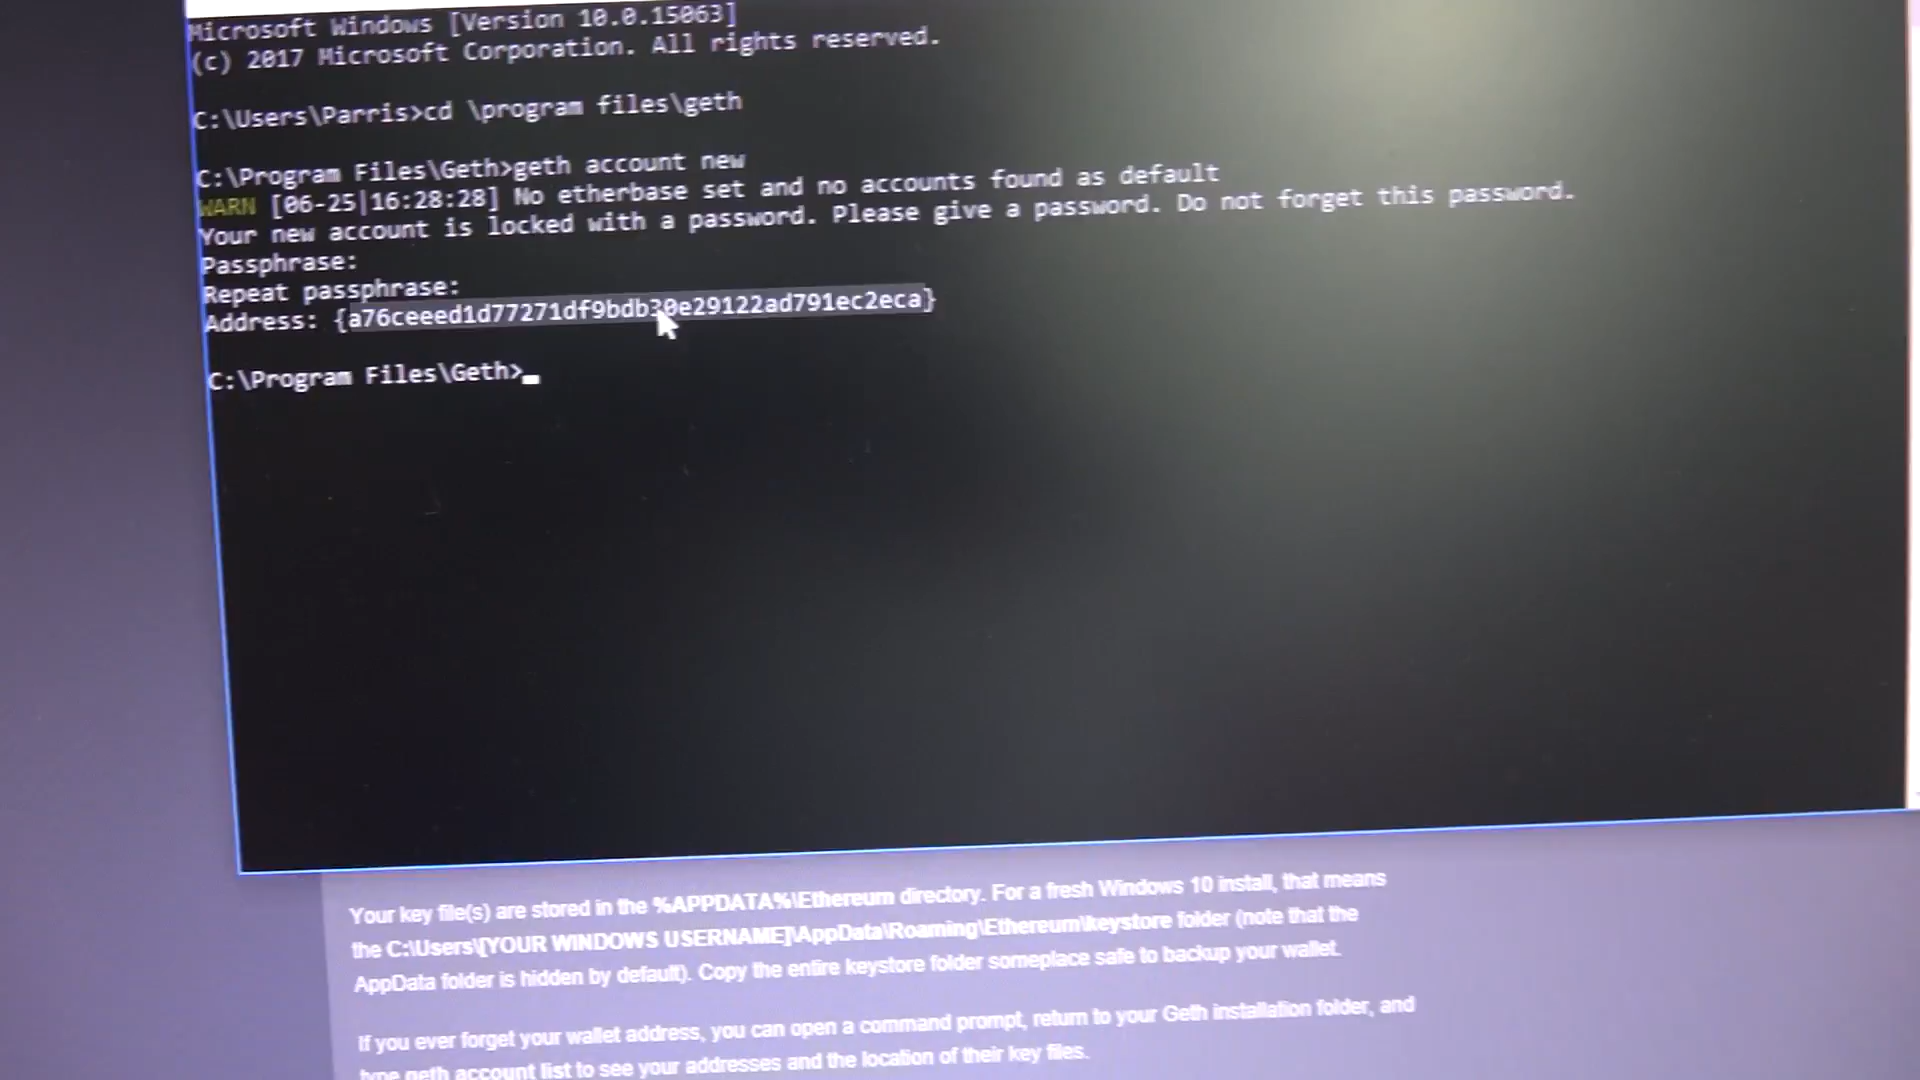 Microsoft Windows [Version 10.0.15063]
(c) 2017 Microsoft Corporation. All rights reserved.
C:\Users\Parris>cd \program files\geth
C:\Program Files\Geth>geth account new
WARN [06-25|16:28:28] No etherbase set and no accounts found as default
Your new account is locked with a password. Please give a password. Do not forget this password.
Passphrase:
Repeat passphrase:
Address: {a76ceeed1d77271df9bdb30e29122ad791ec2eca}
C:\Program Files\Geth>
Your key file(s) are stored in the %APPDATA%\Ethereum directory. For a fresh Windows 10 install, that means
the C:\Users\[YOUR WINDOWS USERNAME]\AppData\Roaming\Ethereum\keystore folder (note that the
AppData folder is hidden by default). Copy the entire keystore folder someplace safe to backup your wallet.
If you ever forget your wallet address, you can open a command prompt, return to your Geth installation folder, and
type geth account list to see your addresses and the location of their key files.